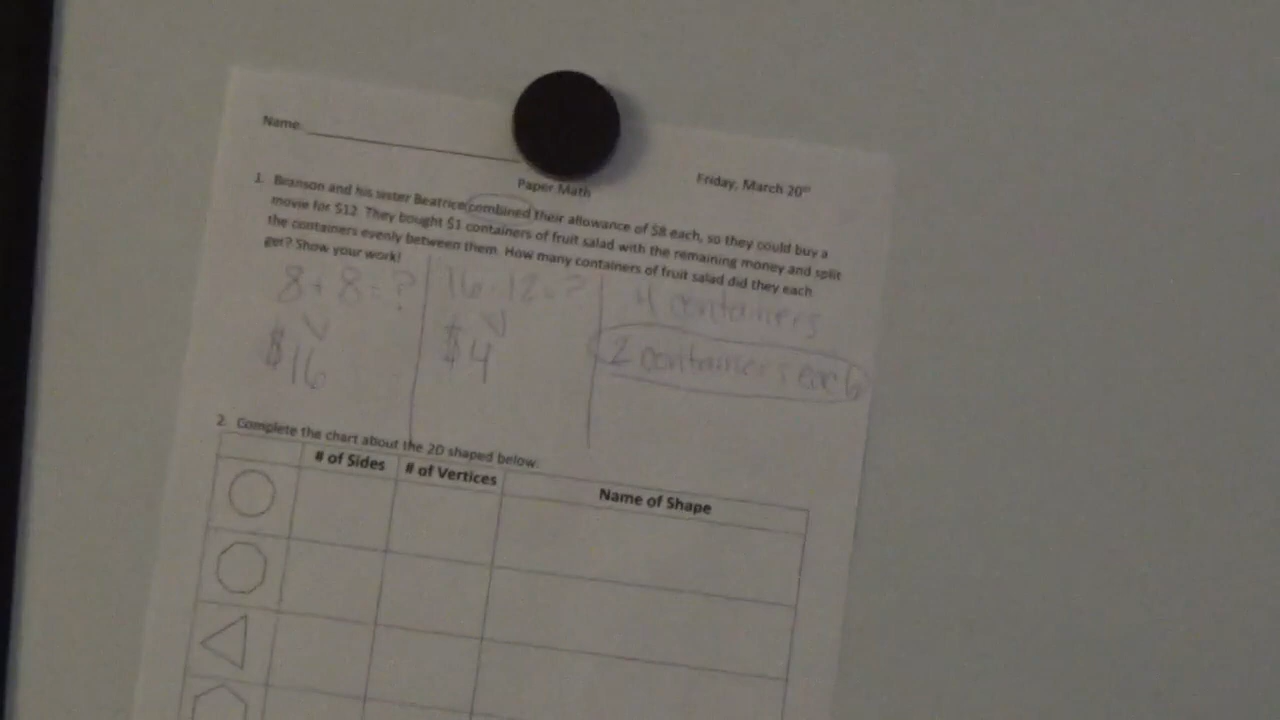 Name
Paper Math
Friday, March 20th
1. Branson and his sister Beatrice combined their allowance of $8 each, so they could buy a
movie for $12. They bought $1 containers of fruit salad with the remaining money and split
the containers evenly between them. How many containers of fruit salad did they each
get? Show your work!
8 + 8 = ?
$16
16 - 12 = ?
$4
4 containers
2 containers each
2. Complete the chart about the 2D shaped below.
# of Sides # of Vertices Name of Shape